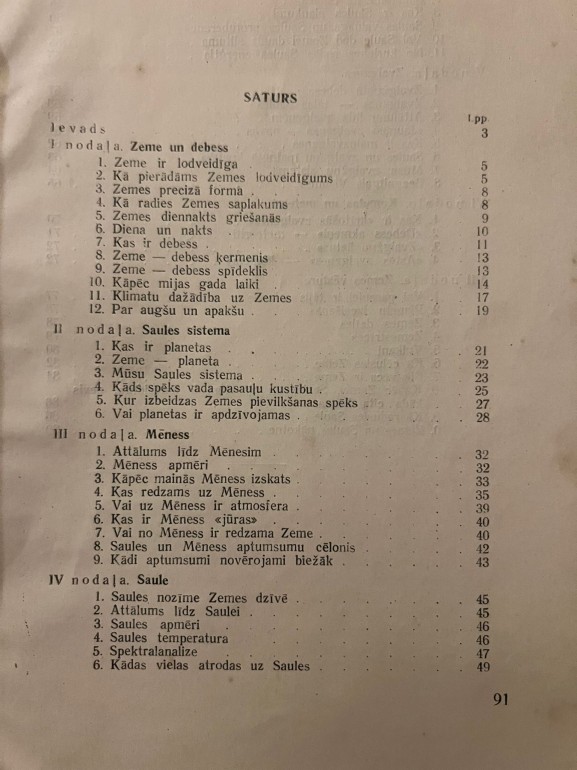 SATURS
Lpp.
Ievads 3
I nodaļa. Zeme un debess
1. Zeme ir lodveidīga . . . . . . . 5
2. Kā pierādāms Zemes lodveidīgums . . . . 5
3. Zemes precizā forma . . . . . . . 8
4. Kā radies Zemes saplakums . . . . . 8
5. Zemes diennakts griešanās . . . . . 9
6. Diena un nakts . . . . . . . . 10
7. Kas ir debess . . . . . . . . 11
8. Zeme — debess ķermenis . . . . . . 13
9. Zeme — debess spīdeklis . . . . . . 13
10. Kāpēc mijas gada laiki . . . . . . 14
11. Klimatu dažādība uz Zemes . . . . . 17
12. Par augšu un apakšu . . . . . . . 19
II nodaļa. Saules sistema
1. Kas ir planetas . . . . . . . . 21
2. Zeme — planeta . . . . . . . . 22
3. Mūsu Saules sistema . . . . . . . 23
4. Kāds spēks vada pasauļu kustību . . . . 25
5. Kur izbeidzas Zemes pievilkšanas spēks . . . 27
6. Vai planetas ir apdzīvojamas . . . . . 28
III nodaļa. Mēness
1. Attālums līdz Mēnesim . . . . . . 32
2. Mēness apmēri . . . . . . . . 32
3. Kāpēc mainās Mēness izskats . . . . . 33
4. Kas redzams uz Mēness . . . . . . 35
5. Vai uz Mēness ir atmosfera . . . . . 39
6. Kas ir Mēness «jūras» . . . . . . 40
7. Vai no Mēness ir redzama Zeme . . . . 40
8. Saules un Mēness aptumsumu cēlonis . . . 42
9. Kādi aptumsumi novērojami biežāk . . . . 43
IV nodaļa. Saule
1. Saules nozīme Zemes dzīvē . . . . . 45
2. Attālums līdz Saulei . . . . . . . 45
3. Saules apmēri . . . . . . . . 46
4. Saules temperatura . . . . . . . 46
5. Spektralanalize . . . . . . . . 47
6. Kādas vielas atrodas uz Saules . . . . . 49
91